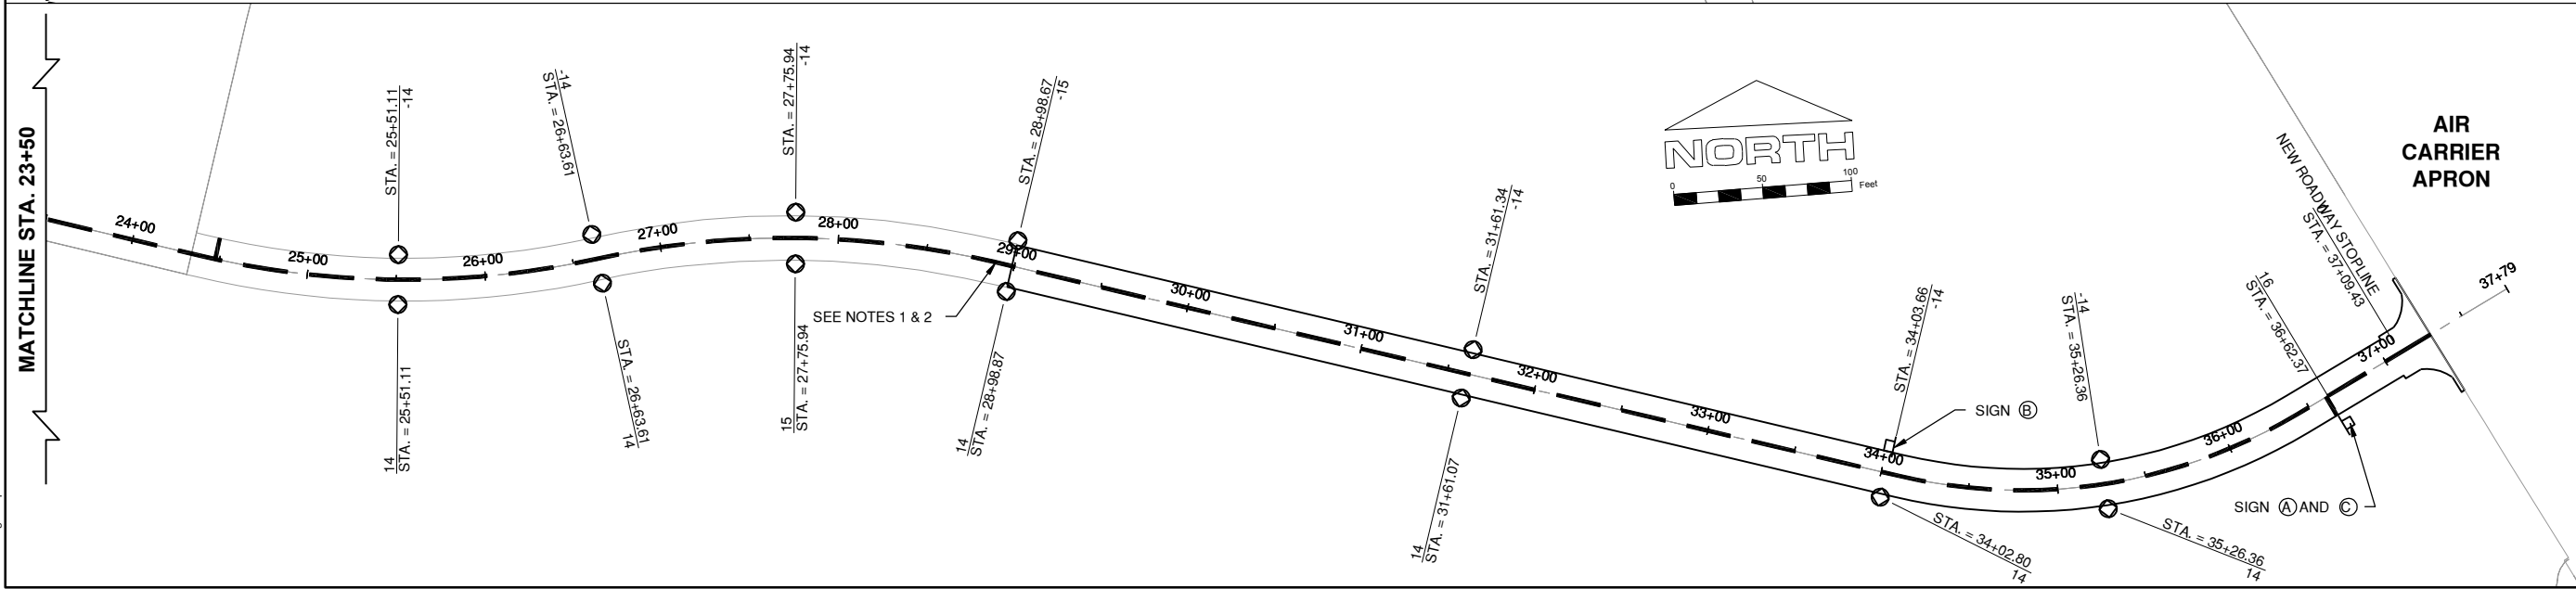 MATCHLINE STA. 23+50
24+00
25+00
26+00
27+00
28+00
29+00
30+00
31+00
32+00
33+00
34+00
35+00
36+00
37+00
37+79
STA. = 25+51.11
-14
-14
STA. = 26+63.61
STA. = 27+75.94
-14
STA. = 28+98.67
-15
STA. = 31+61.34
-14
STA. = 34+03.66
-14
-14
STA. = 35+26.36
16
STA. = 36+62.37
NEW ROADWAY STOPLINE
STA. = 37+09.43
14
STA. = 25+51.11
STA. = 26+63.61
14
15
STA. = 27+75.94
14
STA. = 28+98.87
14
STA. = 31+61.07
STA. = 34+02.80
14
STA. = 35+26.36
14
SEE NOTES 1 & 2
NORTH
0 50 100
Feet
SIGN B
SIGN A AND C
AIR
CARRIER
APRON